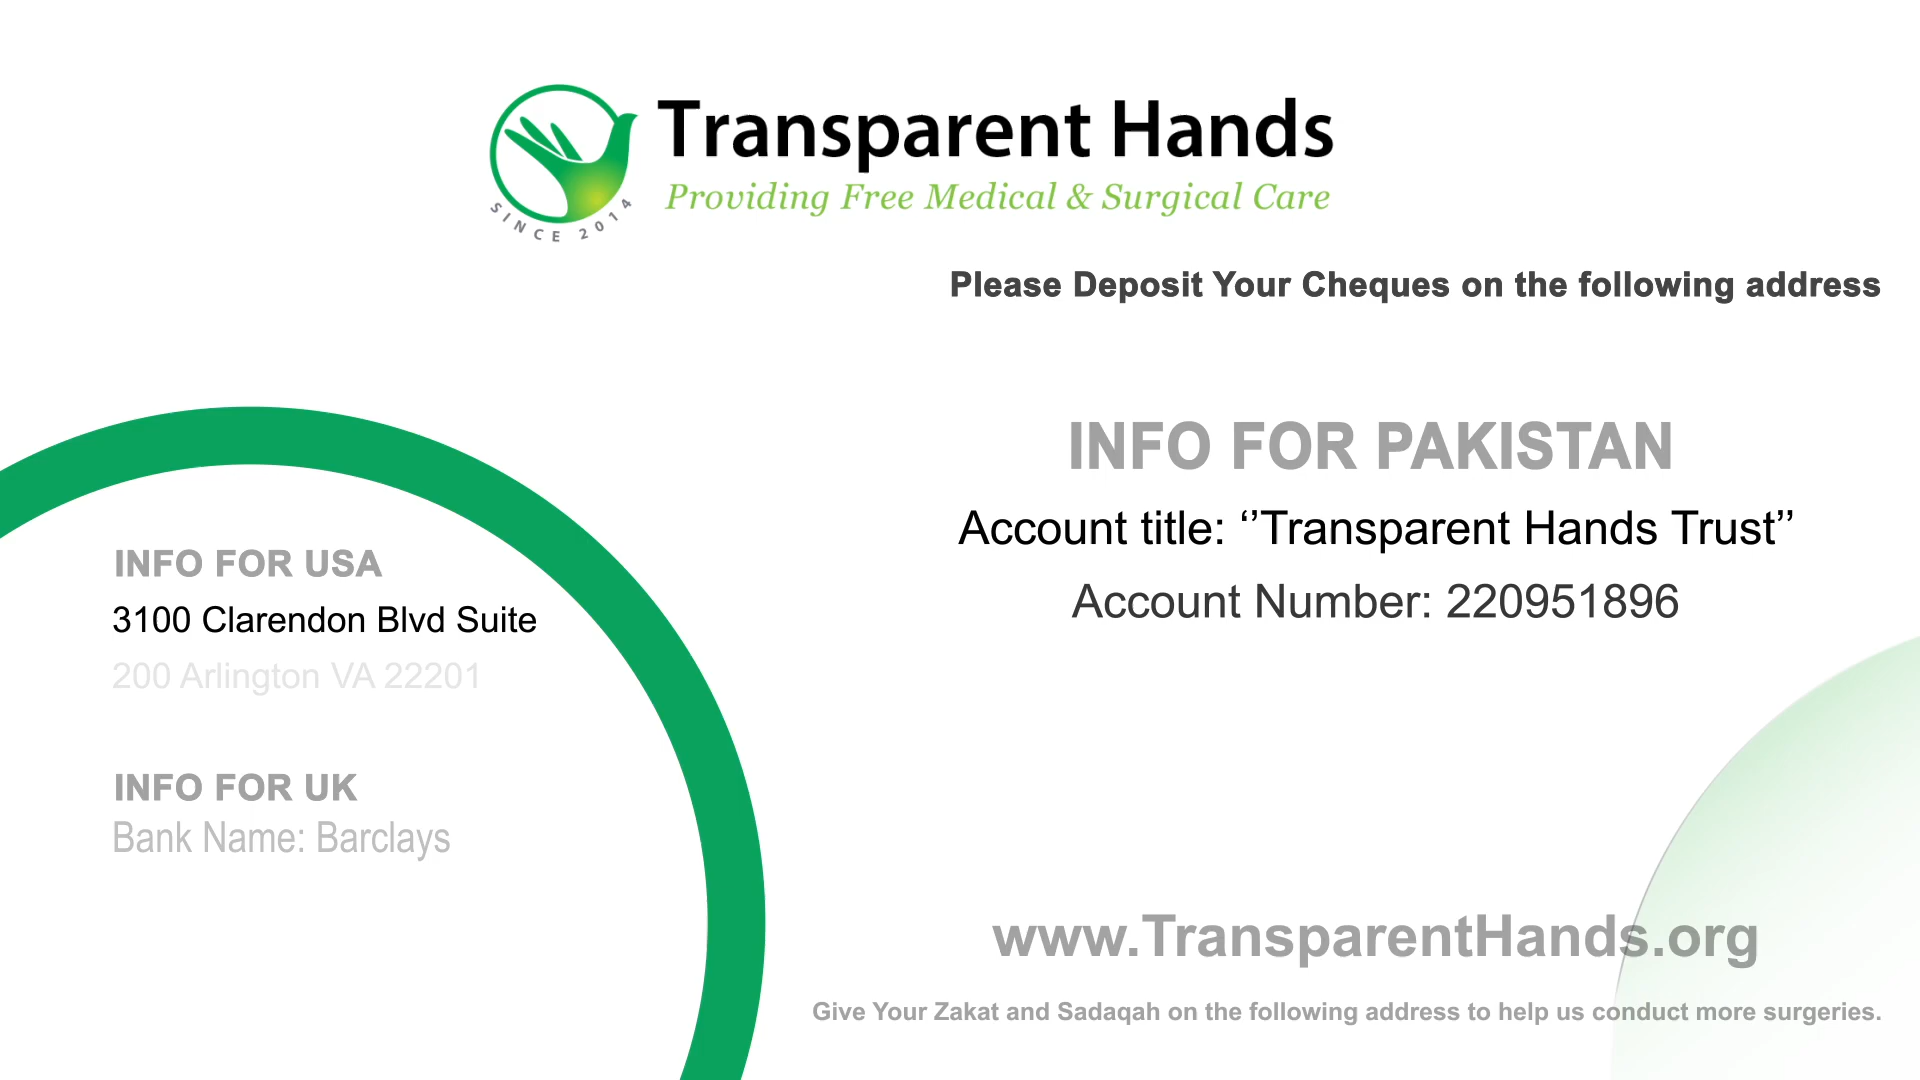 Transparent Hands
Providing Free Medical & Surgical Care
SINCE 2014
Please Deposit Your Cheques on the following address
INFO FOR USA
3100 Clarendon Blvd Suite
200 Arlington VA 22201
INFO FOR UK
Bank Name: Barclays
INFO FOR PAKISTAN
Account title: ‘’Transparent Hands Trust’’
Account Number: 220951896
www.TransparentHands.org
Give Your Zakat and Sadaqah on the following address to help us conduct more surgeries.